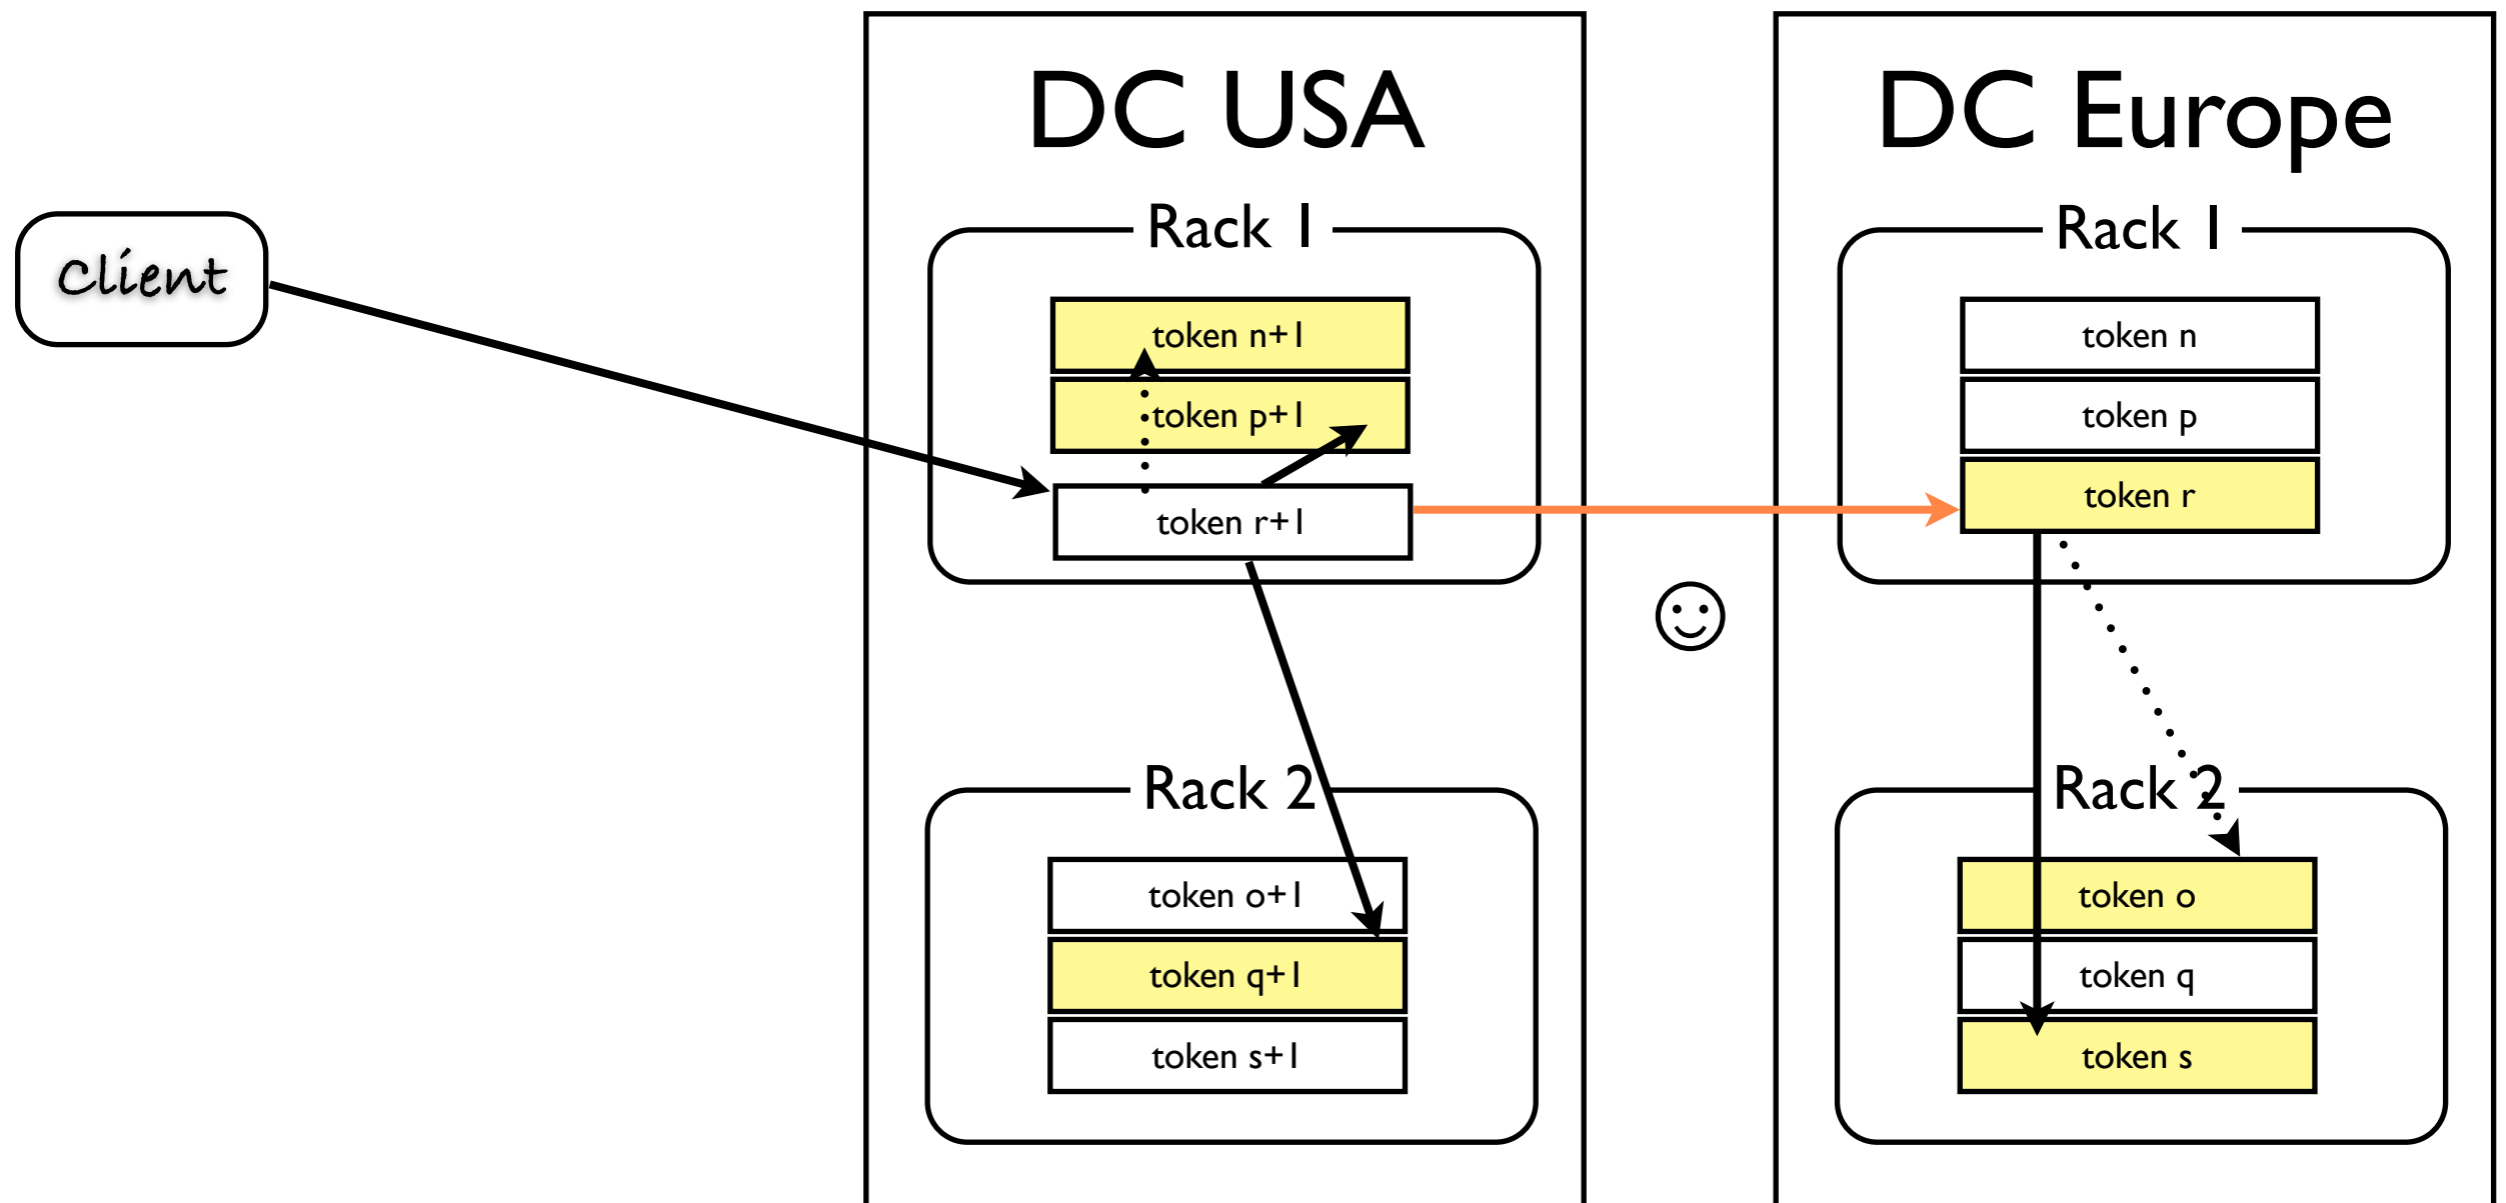 DC USA
DC Europe
Client
Rack 1
token n+1
token p+1
token r+1
Rack 2
token o+1
token q+1
token s+1
Rack 1
token n
token p
token r
Rack 2
token o
token q
token s